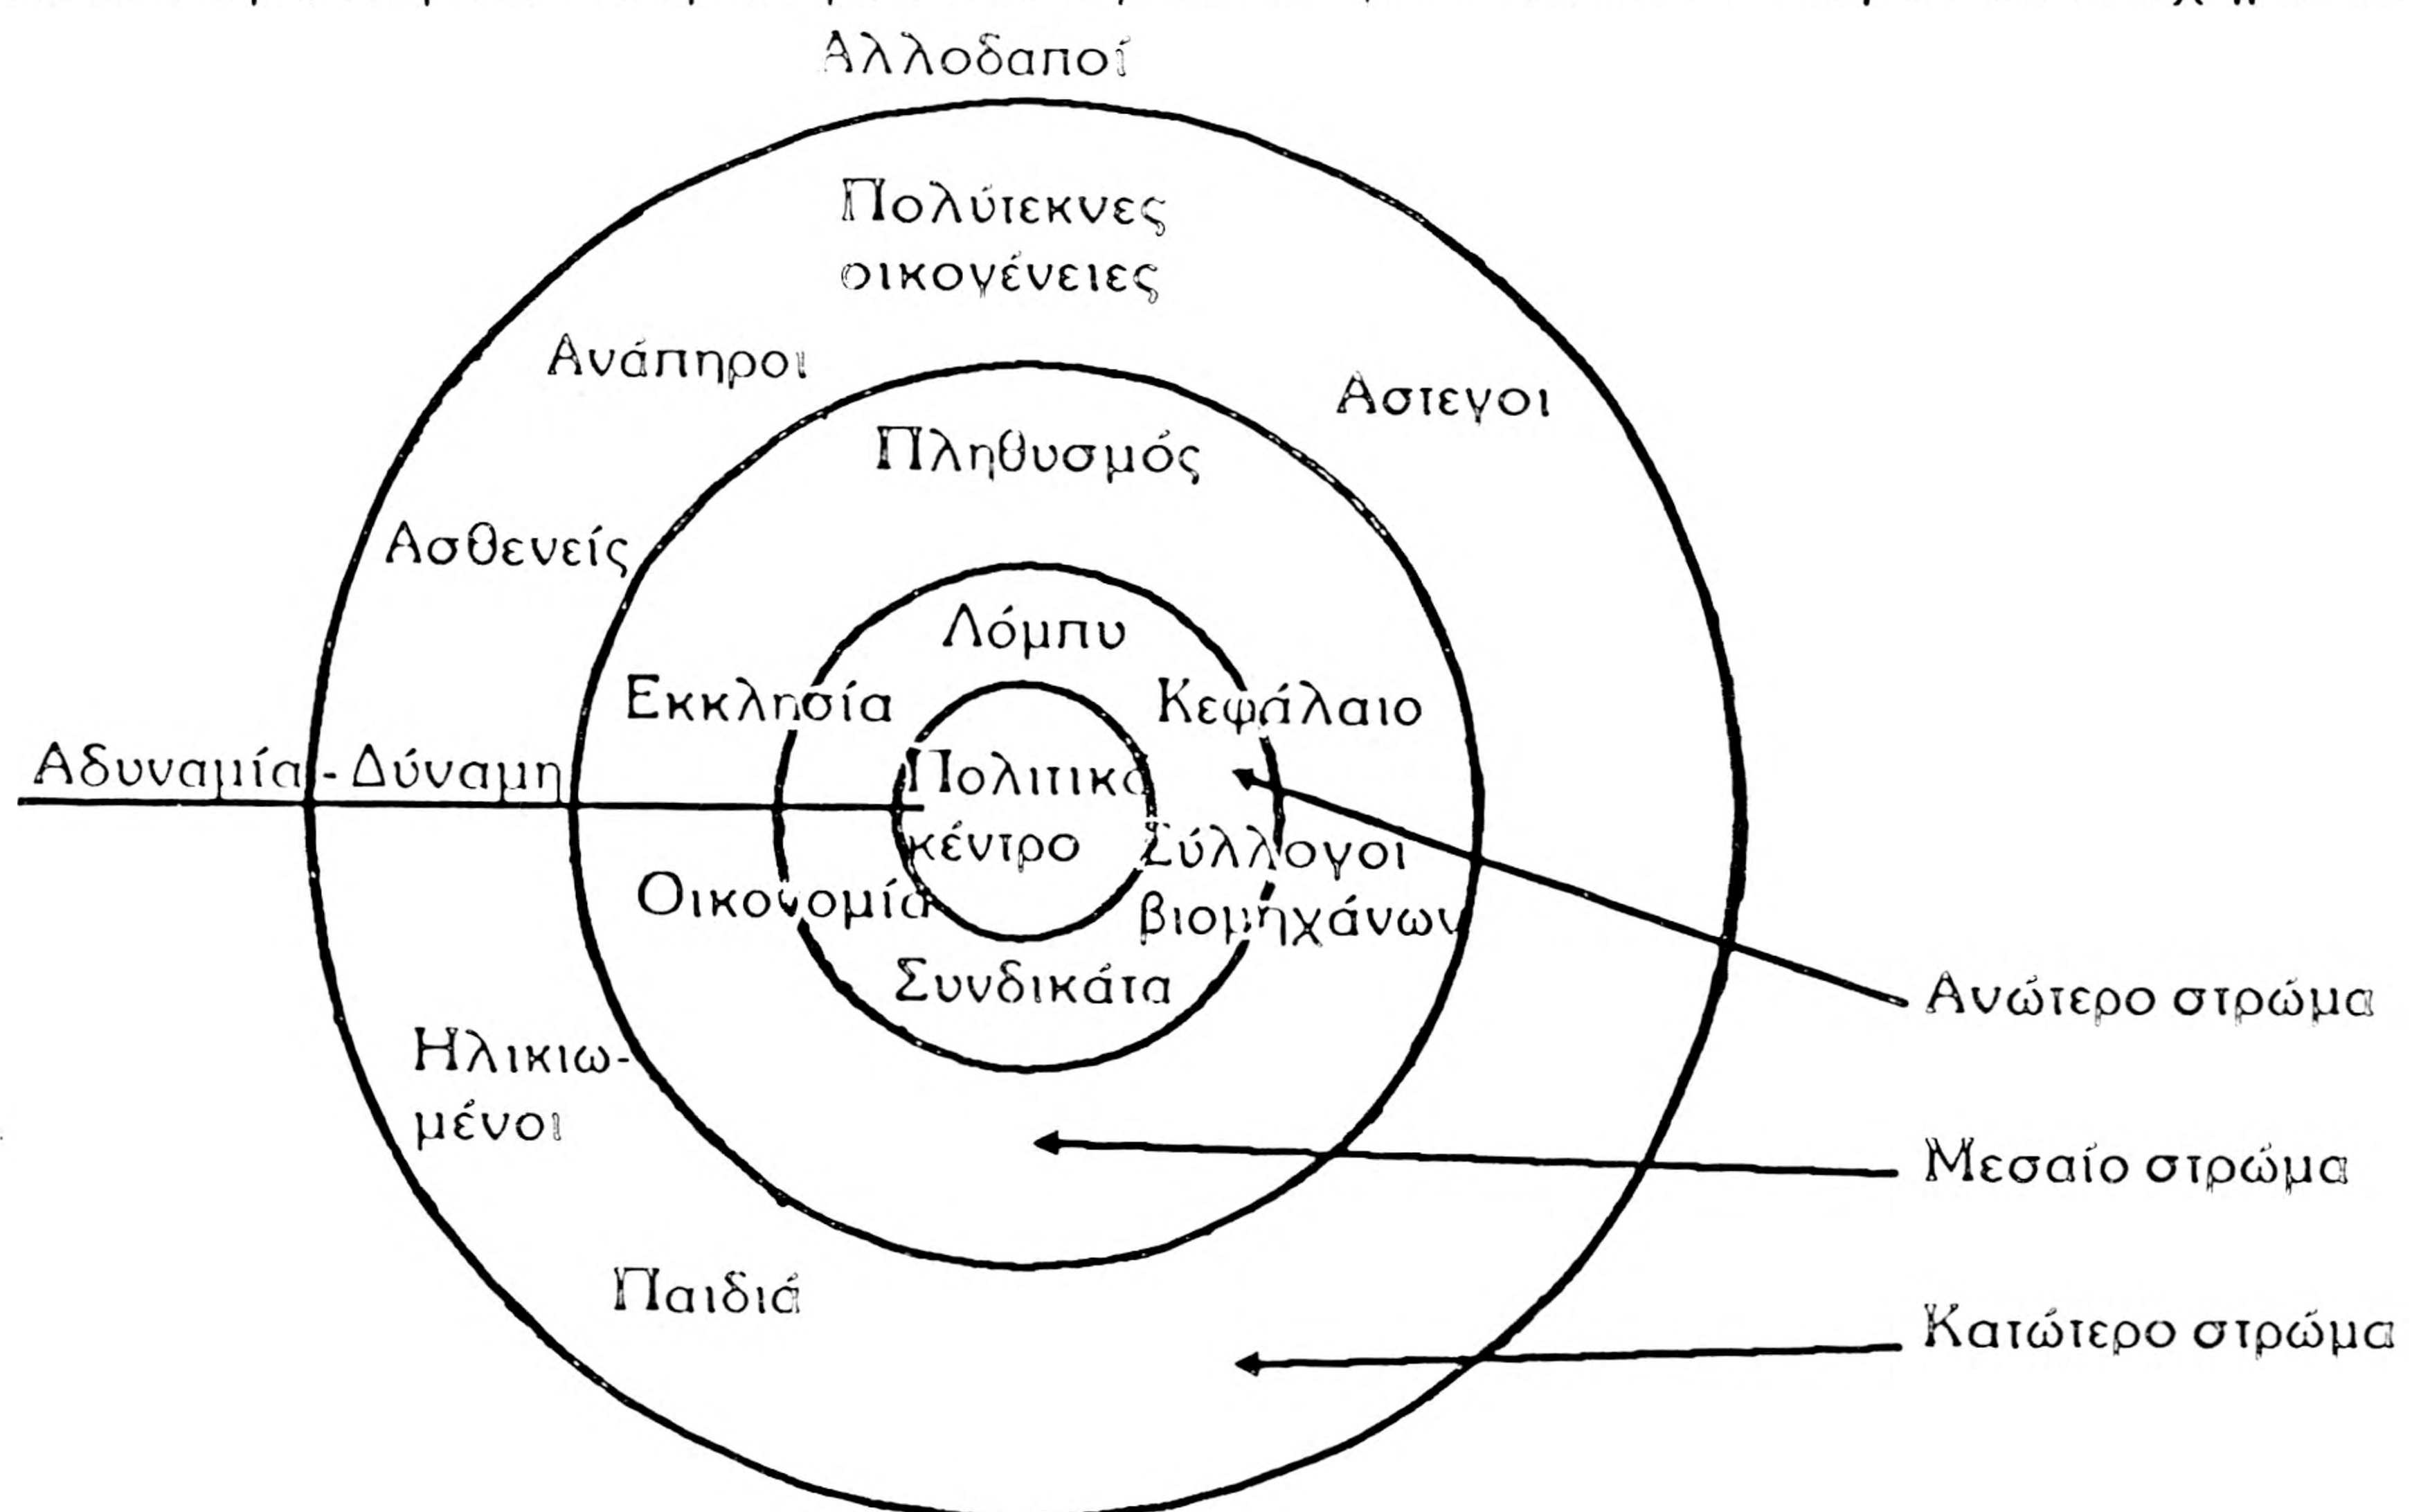 Αλλοδαποί
Πολύτεκνες
οικογένειες
Ανάπηροι
Αστεγοι
Πληθυσμός
Ασθενείς
Λόμπυ
Εκκλησία
Κεφάλαιο
Αδυναμία - Δύναμη
Πολιτικό
κέντρο
Σύλλογοι
βιομηχάνων
Οικονομία
Συνδικάτα
Ανώτερο στρώμα
Ηλικιω-
μένοι
Μεσαίο στρώμα
Παιδιά
Κατώτερο στρώμα